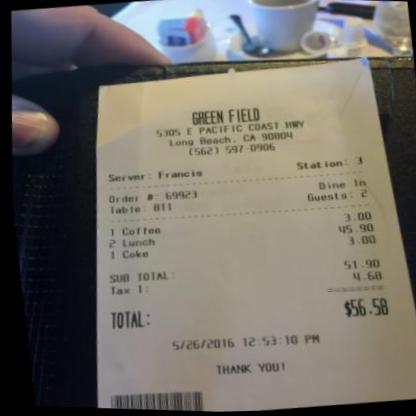 GREEN FIELD
5305 E PACIFIC COAST HWY
Long Beach, CA 90804
(562) 597-0906
Server: Francis Station: 3
Order #: 69923 Dine In
Table: B11 Guests: 2
1 Coffee 3.00
2 Lunch 45.90
1 Coke 3.00
SUB TOTAL: 51.90
Tax 1: 4.68
=======
TOTAL: $56.58
5/26/2016 12:53:10 PM
THANK YOU!